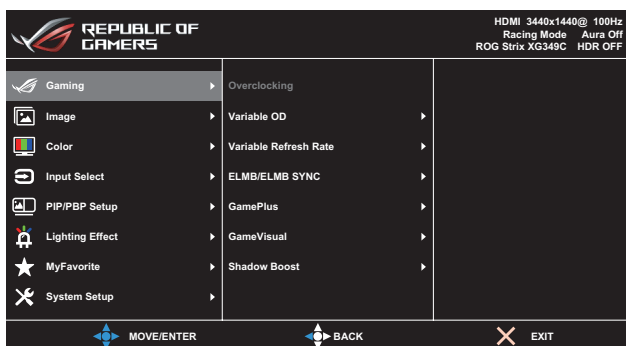 REPUBLIC OF
GAMERS
HDMI 3440x1440@ 100Hz
Racing Mode Aura Off
ROG Strix XG349C HDR OFF
Gaming
Image
Color
Input Select
PIP/PBP Setup
Lighting Effect
MyFavorite
System Setup
Overclocking
Variable OD
Variable Refresh Rate
ELMB/ELMB SYNC
GamePlus
GameVisual
Shadow Boost
MOVE/ENTER
BACK
EXIT